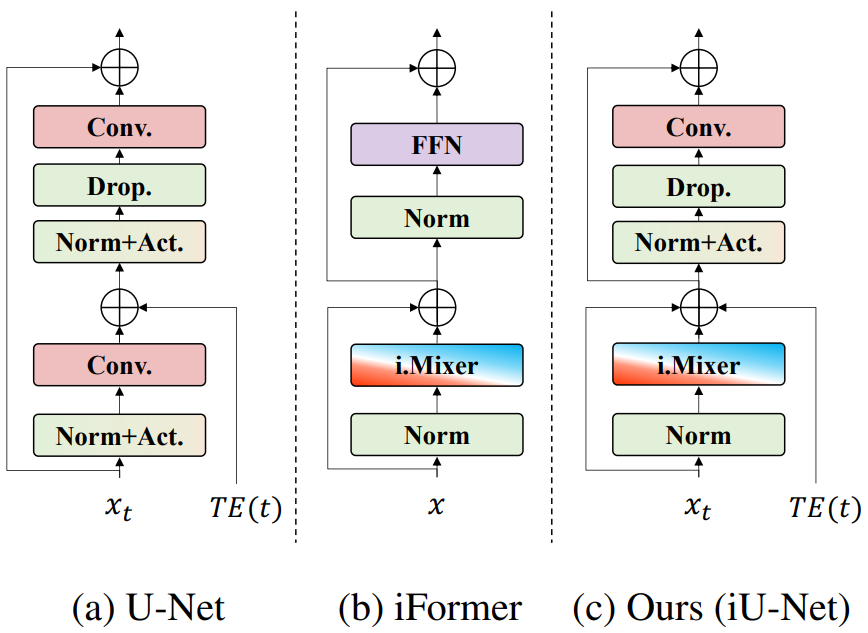 Conv.
Drop.
Norm+Act.
Conv.
Norm+Act.
x_t
TE(t)
(a) U-Net
FFN
Norm
i.Mixer
Norm
x
(b) iFormer
Conv.
Drop.
Norm+Act.
i.Mixer
Norm
x_t
TE(t)
(c) Ours (iU-Net)